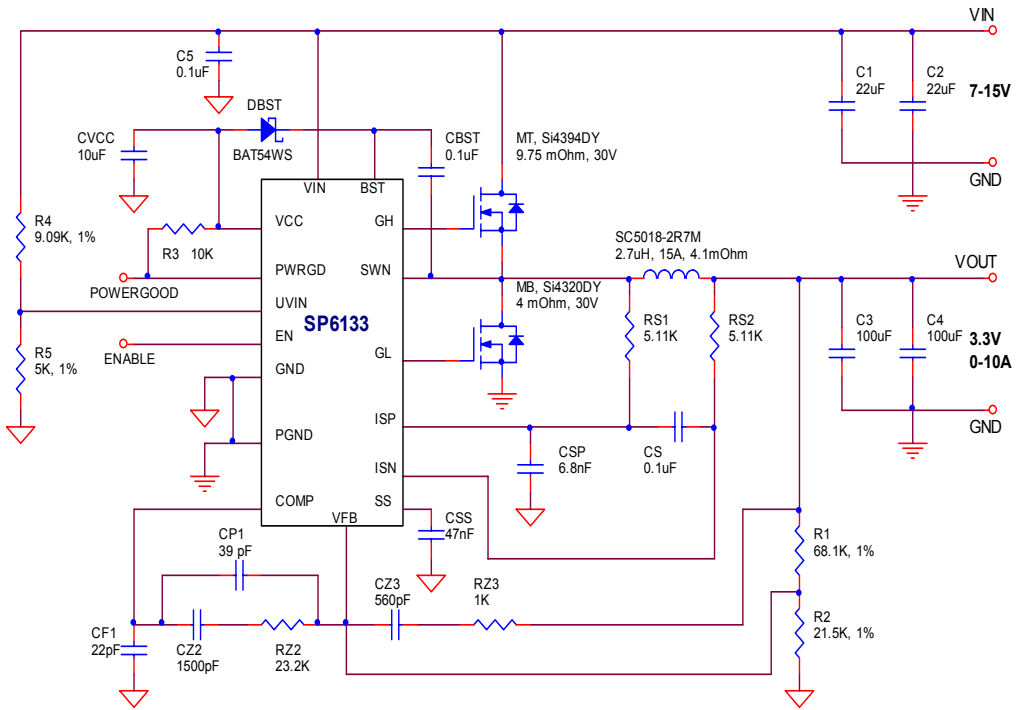 VIN
C5
0.1uF
C1
22uF
C2
22uF
7-15V
DBST
BAT54WS
CVCC
10uF
CBST
0.1uF
MT, Si4394DY
9.75 mOhm, 30V
GND
VIN
BST
R4
9.09K, 1%
VCC
GH
R3 10K
SC5018-2R7M
2.7uH, 15A, 4.1mOhm
PWRGD
SWN
VOUT
POWERGOOD
MB, Si4320DY
4 mOhm, 30V
UVIN
SP6133
RS1
5.11K
RS2
5.11K
C3
100uF
C4
100uF
3.3V
0-10A
EN
ENABLE
GL
R5
5K, 1%
GND
ISP
GND
PGND
CSP
6.8nF
CS
0.1uF
ISN
COMP
SS
VFB
CSS
47nF
R1
68.1K, 1%
CP1
39 pF
CZ3
560pF
RZ3
1K
R2
21.5K, 1%
CF1
22pF
CZ2
1500pF
RZ2
23.2K